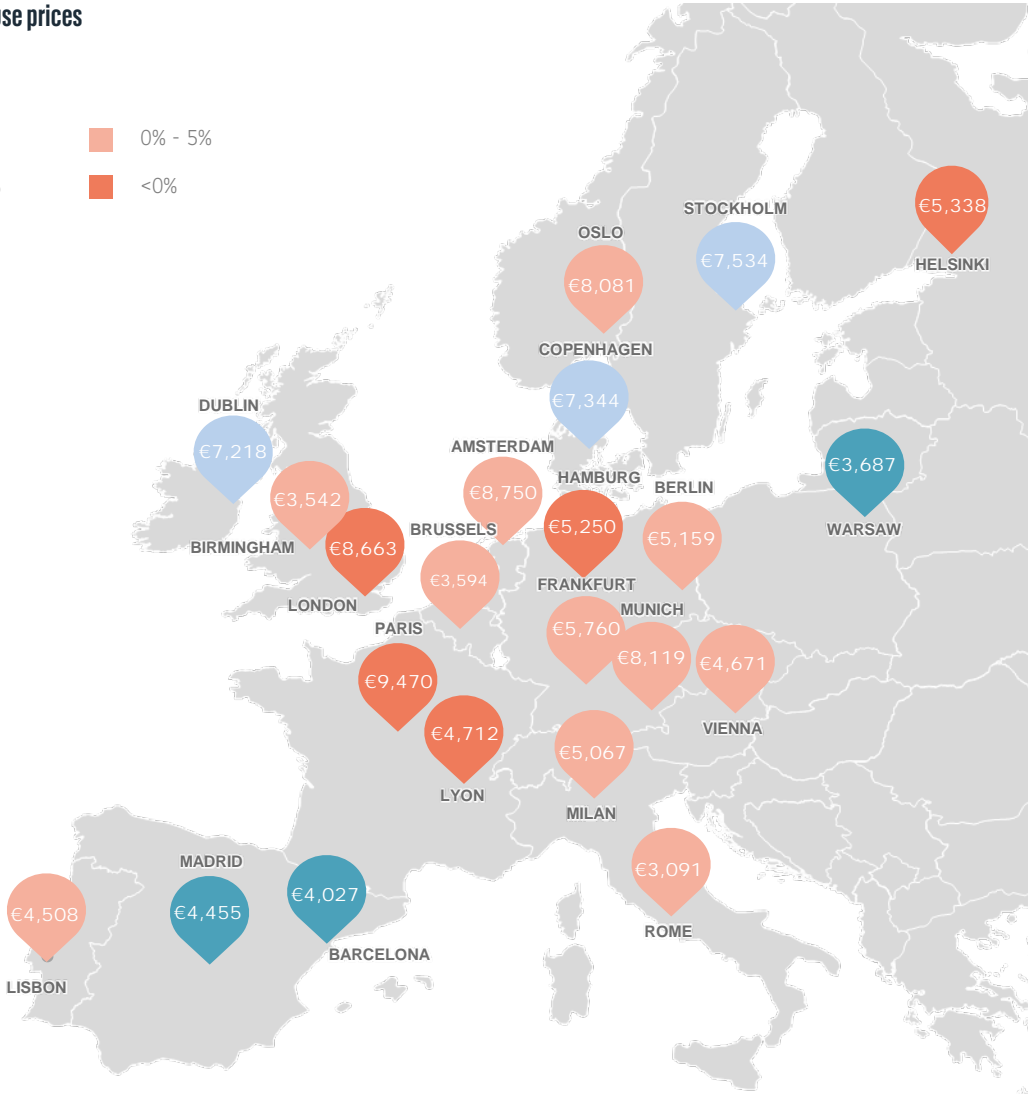 prices
0% - 5%
<0%
STOCKHOLM
€7,534
€5,338
HELSINKI
OSLO
€8,081
COPENHAGEN
€7,344
DUBLIN
€7,218
AMSTERDAM
€8,750
HAMBURG
€5,250
BERLIN
€5,159
€3,687
WARSAW
€3,542
BIRMINGHAM
€8,663
LONDON
BRUSSELS
€3,594
FRANKFURT
€5,760
MUNICH
€8,119
€4,671
VIENNA
PARIS
€9,470
€4,712
LYON
€5,067
MILAN
MADRID
€4,455
€4,027
BARCELONA
€3,091
ROME
€4,508
LISBON